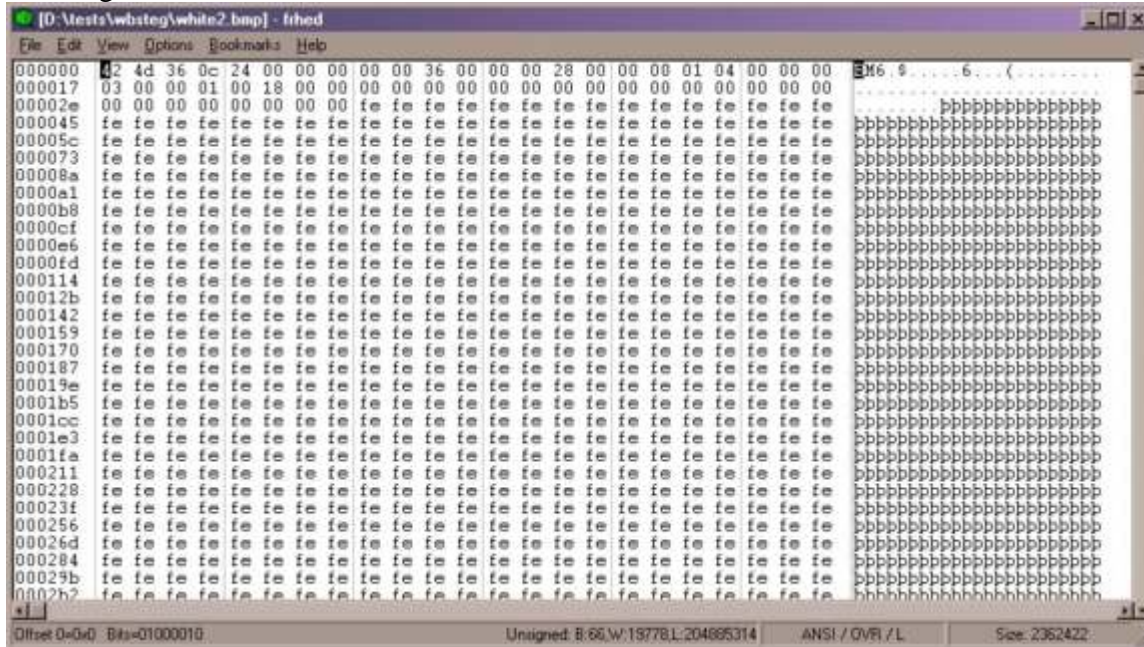 [D:\tests\wbsteg\white2.bmp] - frhed
File Edit View Options Bookmarks Help
000000 42 4d 36 0c 24 00 00 00 00 00 36 00 00 00 28 00 00 00 01 04 00 00 00 BM6.$.....6...(........
000017 03 00 00 01 00 18 00 00 00 00 00 00 00 00 00 00 00 00 00 00 00 00 00 .......................
00002e 00 00 00 00 00 00 00 00 fe fe fe fe fe fe fe fe fe fe fe fe fe fe fe ........þþþþþþþþþþþþþþþ
000045 fe fe fe fe fe fe fe fe fe fe fe fe fe fe fe fe fe fe fe fe fe fe fe þþþþþþþþþþþþþþþþþþþþþþþ
00005c fe fe fe fe fe fe fe fe fe fe fe fe fe fe fe fe fe fe fe fe fe fe fe þþþþþþþþþþþþþþþþþþþþþþþ
000073 fe fe fe fe fe fe fe fe fe fe fe fe fe fe fe fe fe fe fe fe fe fe fe þþþþþþþþþþþþþþþþþþþþþþþ
00008a fe fe fe fe fe fe fe fe fe fe fe fe fe fe fe fe fe fe fe fe fe fe fe þþþþþþþþþþþþþþþþþþþþþþþ
0000a1 fe fe fe fe fe fe fe fe fe fe fe fe fe fe fe fe fe fe fe fe fe fe fe þþþþþþþþþþþþþþþþþþþþþþþ
0000b8 fe fe fe fe fe fe fe fe fe fe fe fe fe fe fe fe fe fe fe fe fe fe fe þþþþþþþþþþþþþþþþþþþþþþþ
0000cf fe fe fe fe fe fe fe fe fe fe fe fe fe fe fe fe fe fe fe fe fe fe fe þþþþþþþþþþþþþþþþþþþþþþþ
0000e6 fe fe fe fe fe fe fe fe fe fe fe fe fe fe fe fe fe fe fe fe fe fe fe þþþþþþþþþþþþþþþþþþþþþþþ
0000fd fe fe fe fe fe fe fe fe fe fe fe fe fe fe fe fe fe fe fe fe fe fe fe þþþþþþþþþþþþþþþþþþþþþþþ
000114 fe fe fe fe fe fe fe fe fe fe fe fe fe fe fe fe fe fe fe fe fe fe fe þþþþþþþþþþþþþþþþþþþþþþþ
00012b fe fe fe fe fe fe fe fe fe fe fe fe fe fe fe fe fe fe fe fe fe fe fe þþþþþþþþþþþþþþþþþþþþþþþ
000142 fe fe fe fe fe fe fe fe fe fe fe fe fe fe fe fe fe fe fe fe fe fe fe þþþþþþþþþþþþþþþþþþþþþþþ
000159 fe fe fe fe fe fe fe fe fe fe fe fe fe fe fe fe fe fe fe fe fe fe fe þþþþþþþþþþþþþþþþþþþþþþþ
000170 fe fe fe fe fe fe fe fe fe fe fe fe fe fe fe fe fe fe fe fe fe fe fe þþþþþþþþþþþþþþþþþþþþþþþ
000187 fe fe fe fe fe fe fe fe fe fe fe fe fe fe fe fe fe fe fe fe fe fe fe þþþþþþþþþþþþþþþþþþþþþþþ
00019e fe fe fe fe fe fe fe fe fe fe fe fe fe fe fe fe fe fe fe fe fe fe fe þþþþþþþþþþþþþþþþþþþþþþþ
0001b5 fe fe fe fe fe fe fe fe fe fe fe fe fe fe fe fe fe fe fe fe fe fe fe þþþþþþþþþþþþþþþþþþþþþþþ
0001cc fe fe fe fe fe fe fe fe fe fe fe fe fe fe fe fe fe fe fe fe fe fe fe þþþþþþþþþþþþþþþþþþþþþþþ
0001e3 fe fe fe fe fe fe fe fe fe fe fe fe fe fe fe fe fe fe fe fe fe fe fe þþþþþþþþþþþþþþþþþþþþþþþ
0001fa fe fe fe fe fe fe fe fe fe fe fe fe fe fe fe fe fe fe fe fe fe fe fe þþþþþþþþþþþþþþþþþþþþþþþ
000211 fe fe fe fe fe fe fe fe fe fe fe fe fe fe fe fe fe fe fe fe fe fe fe þþþþþþþþþþþþþþþþþþþþþþþ
000228 fe fe fe fe fe fe fe fe fe fe fe fe fe fe fe fe fe fe fe fe fe fe fe þþþþþþþþþþþþþþþþþþþþþþþ
00023f fe fe fe fe fe fe fe fe fe fe fe fe fe fe fe fe fe fe fe fe fe fe fe þþþþþþþþþþþþþþþþþþþþþþþ
000256 fe fe fe fe fe fe fe fe fe fe fe fe fe fe fe fe fe fe fe fe fe fe fe þþþþþþþþþþþþþþþþþþþþþþþ
00026d fe fe fe fe fe fe fe fe fe fe fe fe fe fe fe fe fe fe fe fe fe fe fe þþþþþþþþþþþþþþþþþþþþþþþ
000284 fe fe fe fe fe fe fe fe fe fe fe fe fe fe fe fe fe fe fe fe fe fe fe þþþþþþþþþþþþþþþþþþþþþþþ
00029b fe fe fe fe fe fe fe fe fe fe fe fe fe fe fe fe fe fe fe fe fe fe fe þþþþþþþþþþþþþþþþþþþþþþþ
0002b2 fe fe fe fe fe fe fe fe fe fe fe fe fe fe fe fe fe fe fe fe fe fe fe þþþþþþþþþþþþþþþþþþþþþþþ
Offset 0=0x0 Bits=01000010 Unsigned: B:66,W:19778,L:204885314 ANSI / OVR / L Size: 2362422